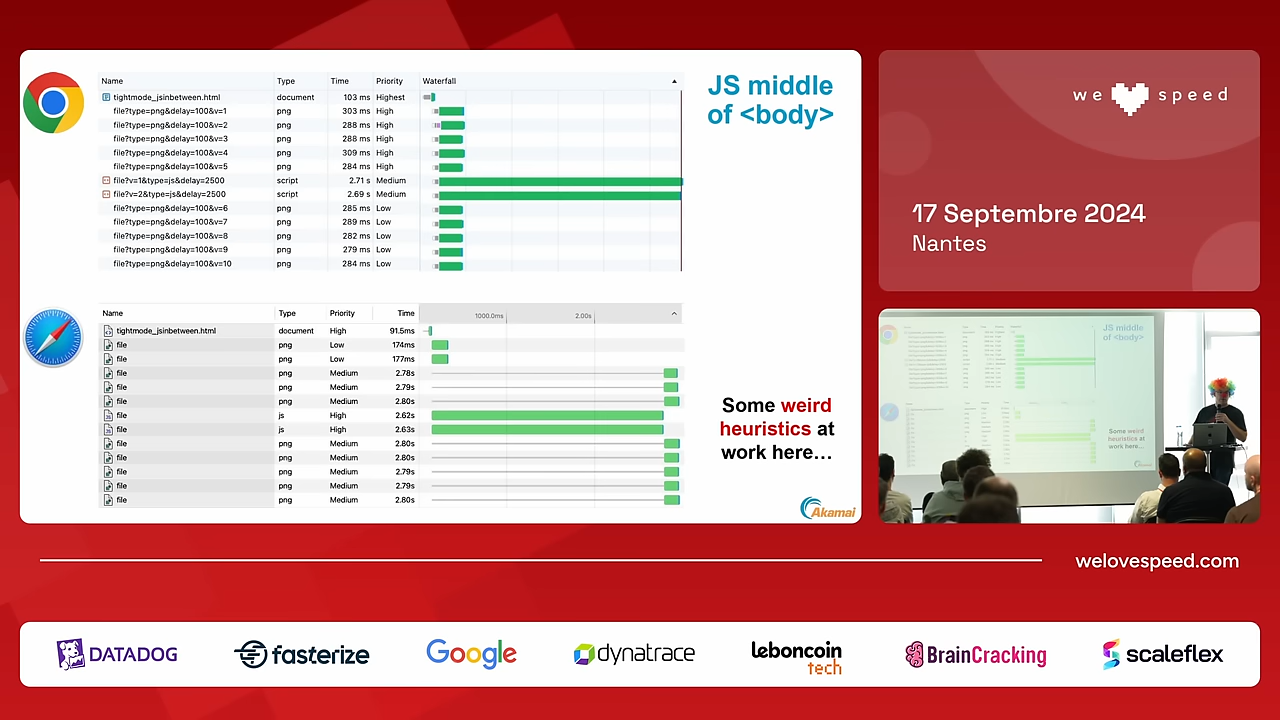 Name Type Time Priority Waterfall
tightmode_jsinbetween.html document 103 ms Highest
file?type=png&delay=100&v=1 png 303 ms High
file?type=png&delay=100&v=2 png 288 ms High
file?type=png&delay=100&v=3 png 288 ms High
file?type=png&delay=100&v=4 png 309 ms High
file?type=png&delay=100&v=5 png 284 ms High
file?v=1&type=js&delay=2500 script 2.71 s Medium
file?v=2&type=js&delay=2500 script 2.69 s Medium
file?type=png&delay=100&v=6 png 285 ms Low
file?type=png&delay=100&v=7 png 289 ms Low
file?type=png&delay=100&v=8 png 282 ms Low
file?type=png&delay=100&v=9 png 279 ms Low
file?type=png&delay=100&v=10 png 284 ms Low
JS middle
of <body>
Name Type Priority Time 1000.0ms 2.00s
tightmode_jsinbetween.html document High 91.5ms
file png Low 174ms
file png Low 177ms
file png Medium 2.78s
file png Medium 2.79s
file png Medium 2.80s
file js High 2.62s
file js High 2.63s
file png Medium 2.80s
file png Medium 2.80s
file png Medium 2.79s
file png Medium 2.79s
file png Medium 2.80s
Some weird
heuristics at
work here...
Akamai
we speed
17 Septembre 2024
Nantes
JS middle
of <body>
Some weird
heuristics at
work here...
welovespeed.com
DATADOG
fasterize
Google
dynatrace
leboncoin
tech
BrainCracking
scaleflex